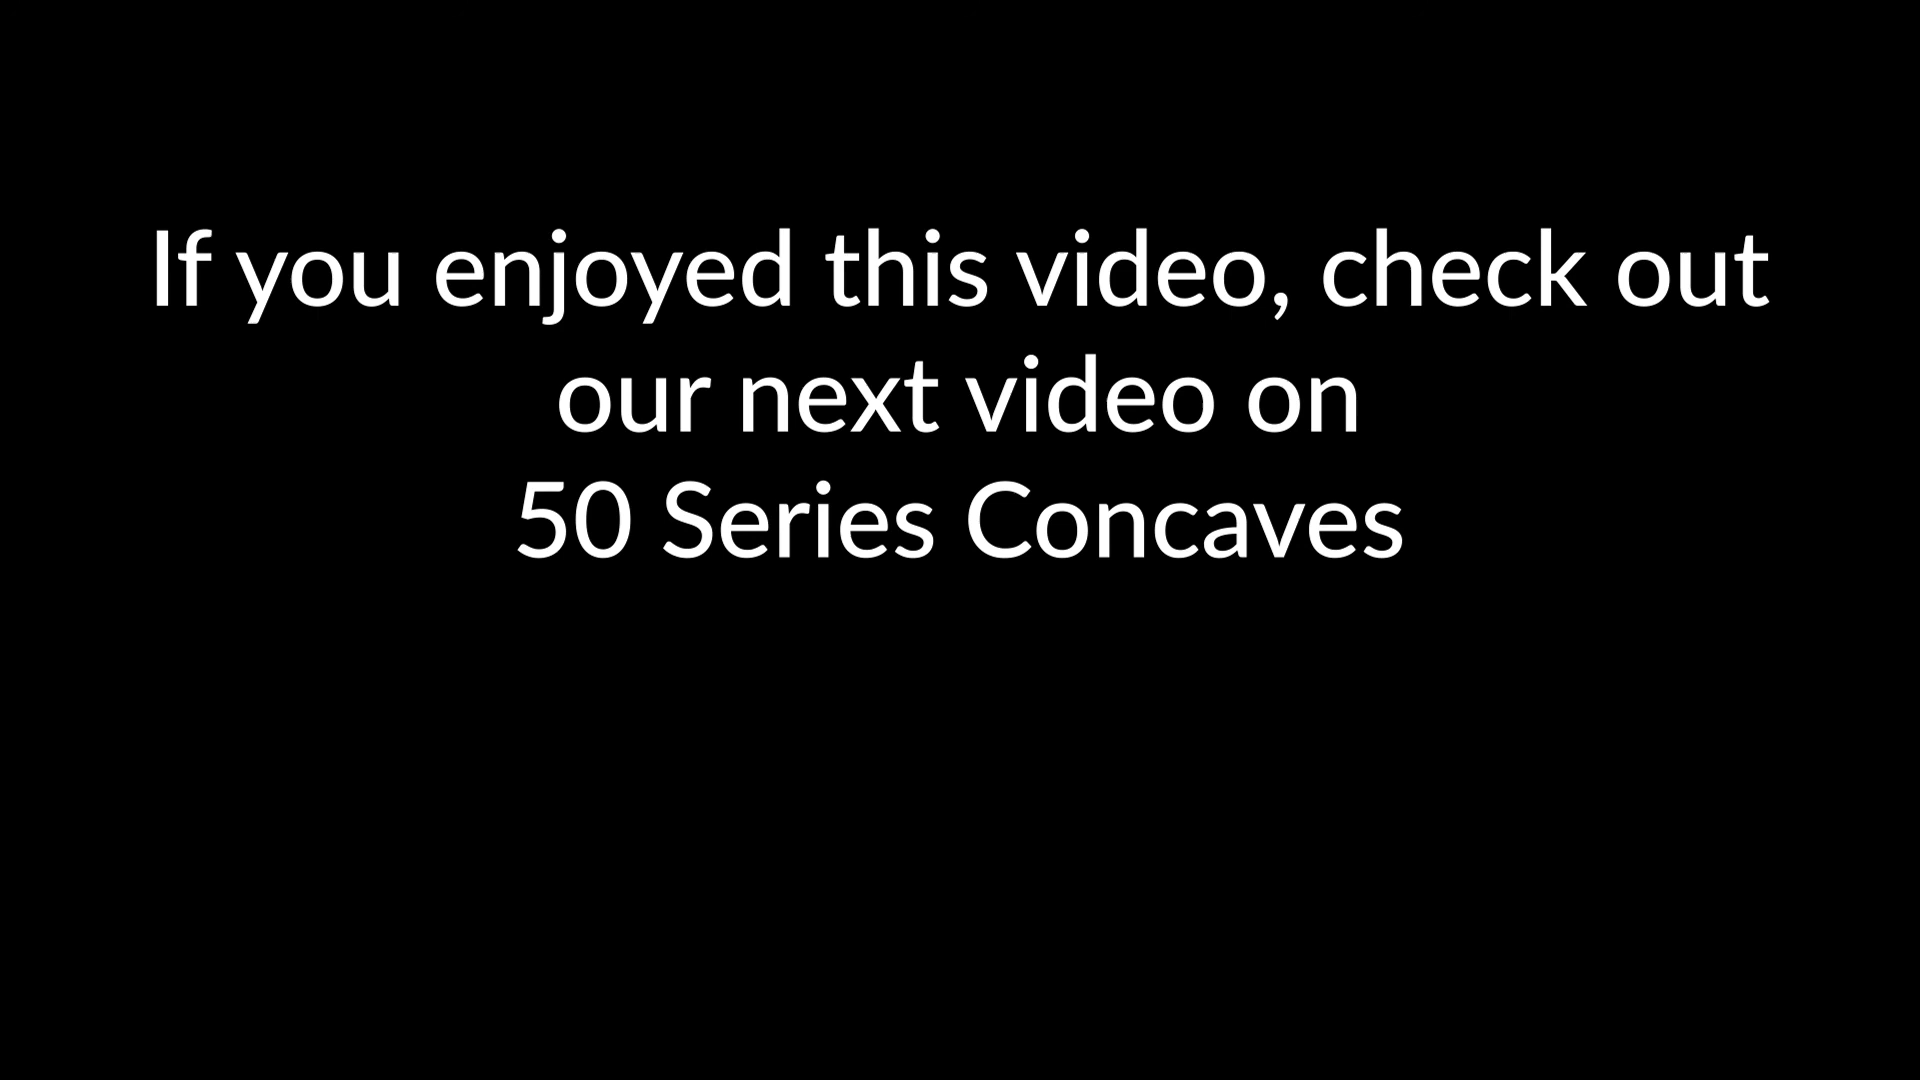 If you enjoyed this video, check out
our next video on
50 Series Concaves